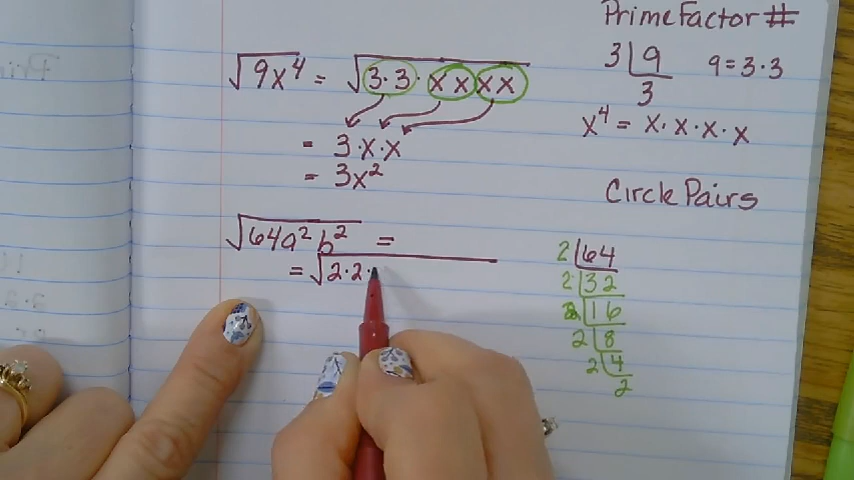 Prime Factor #
√9x⁴ = √3·3·xxxx
= 3·x·x
= 3x²
3 9 9 = 3·3
3
x⁴ = x·x·x·x
Circle Pairs
√64a²b² =
= √2·2·
2 64
2 32
2 16
2 8
2 4
2